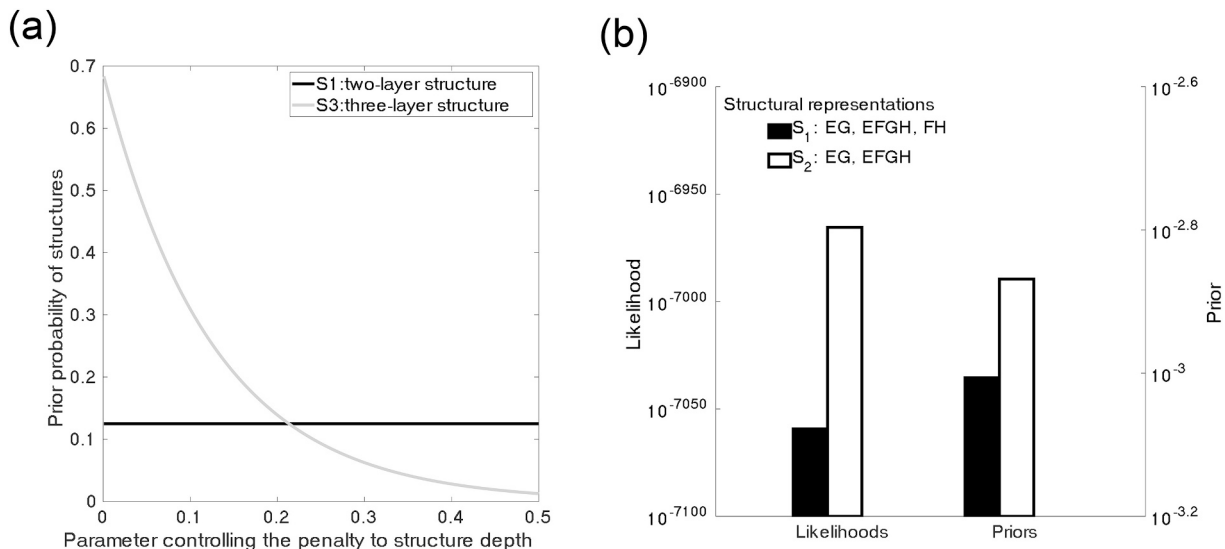 (a)
0.7
0.6
0.5
0.4
0.3
0.2
0.1
0
Prior probability of structures
S1:two-layer structure
S3:three-layer structure
0 0.1 0.2 0.3 0.4 0.5
Parameter controlling the penalty to structure depth
(b)
10^-6900
10^-6950
10^-7000
10^-7050
10^-7100
Likelihood
Structural representations
S_1: EG, EFGH, FH
S_2: EG, EFGH
Likelihoods Priors
10^-2.6
10^-2.8
10^-3
10^-3.2
Prior